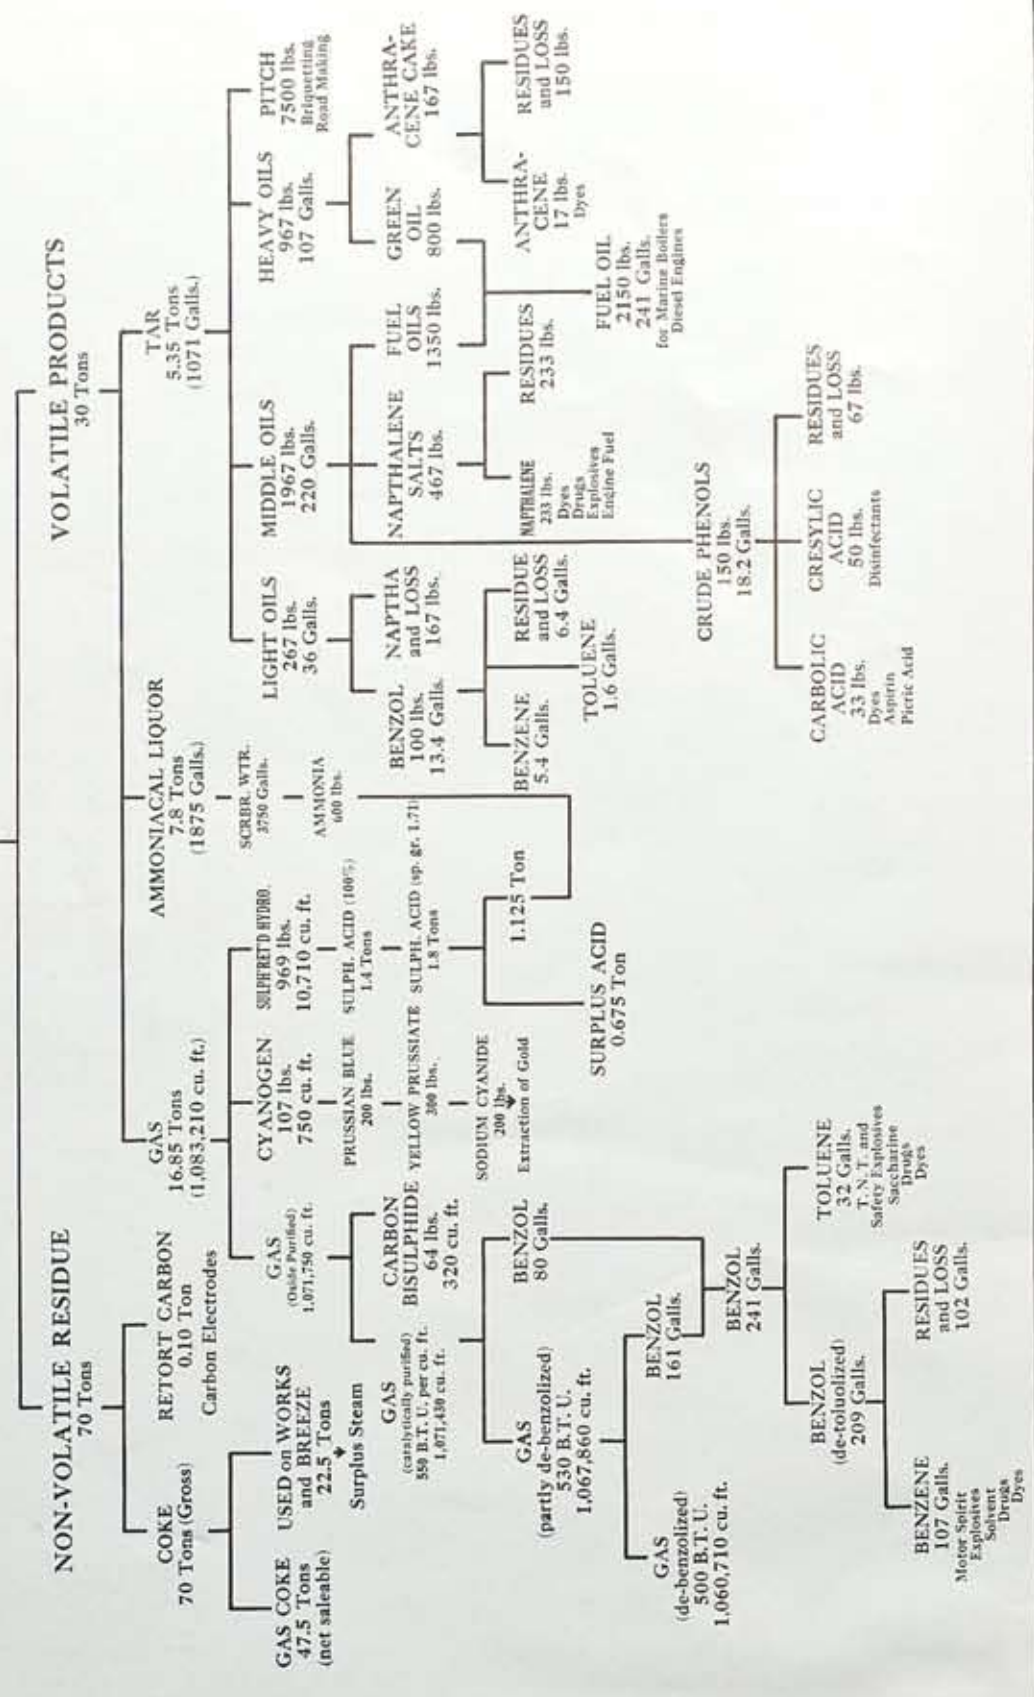 NON-VOLATILE RESIDUE
70 Tons
VOLATILE PRODUCTS
30 Tons
COKE
70 Tons (Gross)
RETORT CARBON
0.10 Ton
Carbon Electrodes
GAS
16.85 Tons
(1,083,210 cu. ft.)
AMMONIACAL LIQUOR
7.8 Tons
(1875 Galls.)
TAR
5.35 Tons
(1071 Galls.)
GAS COKE
47.5 Tons
(net saleable)
USED on WORKS
and BREEZE
22.5 Tons
Surplus Steam
GAS
(Oxide Purified)
1,071,750 cu. ft.
CYANOGEN
107 lbs.
750 cu. ft.
SULPH'RET'D HYDRO.
969 lbs.
10,710 cu. ft.
SCRBR. WTR.
3750 Galls.
LIGHT OILS
267 lbs.
36 Galls.
MIDDLE OILS
1967 lbs.
220 Galls.
HEAVY OILS
967 lbs.
107 Galls.
PITCH
7500 lbs.
Briquetting
Road Making
GAS
(catalytically purified)
550 B.T.U. per cu. ft.
1,071,430 cu. ft.
CARBON
BISULPHIDE
64 lbs.
320 cu. ft.
PRUSSIAN BLUE
200 lbs.
YELLOW PRUSSIATE
300 lbs.
SODIUM CYANIDE
200 lbs.
Extraction of Gold
SULPH. ACID (100%)
1.4 Tons
SULPH. ACID (sp. gr. 1.71)
1.8 Tons
AMMONIA
600 lbs.
1.125 Ton
SURPLUS ACID
0.675 Ton
BENZOL
100 lbs.
13.4 Galls.
NAPTHA
and LOSS
167 lbs.
NAPTHALENE
SALTS
467 lbs.
FUEL
OILS
1350 lbs.
GREEN
OIL
800 lbs.
ANTHRA-
CENE CAKE
167 lbs.
BENZENE
5.4 Galls.
TOLUENE
1.6 Galls.
RESIDUE
and LOSS
6.4 Galls.
NAPTHALENE
233 lbs.
Dyes
Drugs
Explosives
Engine Fuel
RESIDUES
233 lbs.
FUEL OIL
2150 lbs.
241 Galls.
for Marine Boilers
Diesel Engines
ANTHRA-
CENE
17 lbs.
Dyes
RESIDUES
and LOSS
150 lbs.
GAS
(partly de-benzolized)
530 B.T.U.
1,067,860 cu. ft.
BENZOL
80 Galls.
GAS
(de-benzolized)
500 B.T.U.
1,060,710 cu. ft.
BENZOL
161 Galls.
BENZOL
241 Galls.
CRUDE PHENOLS
150 lbs.
18.2 Galls.
BENZOL
(de-toluolized)
209 Galls.
TOLUENE
32 Galls.
T. N. T. and
Safety Explosives
Saccharine
Drugs
Dyes
CARBOLIC
ACID
33 lbs.
Dyes
Aspirin
Picric Acid
CRESYLIC
ACID
50 lbs.
Disinfectants
RESIDUES
and LOSS
67 lbs.
BENZENE
107 Galls.
Motor Spirit
Explosives
Solvent
Drugs
Dyes
RESIDUES
and LOSS
102 Galls.